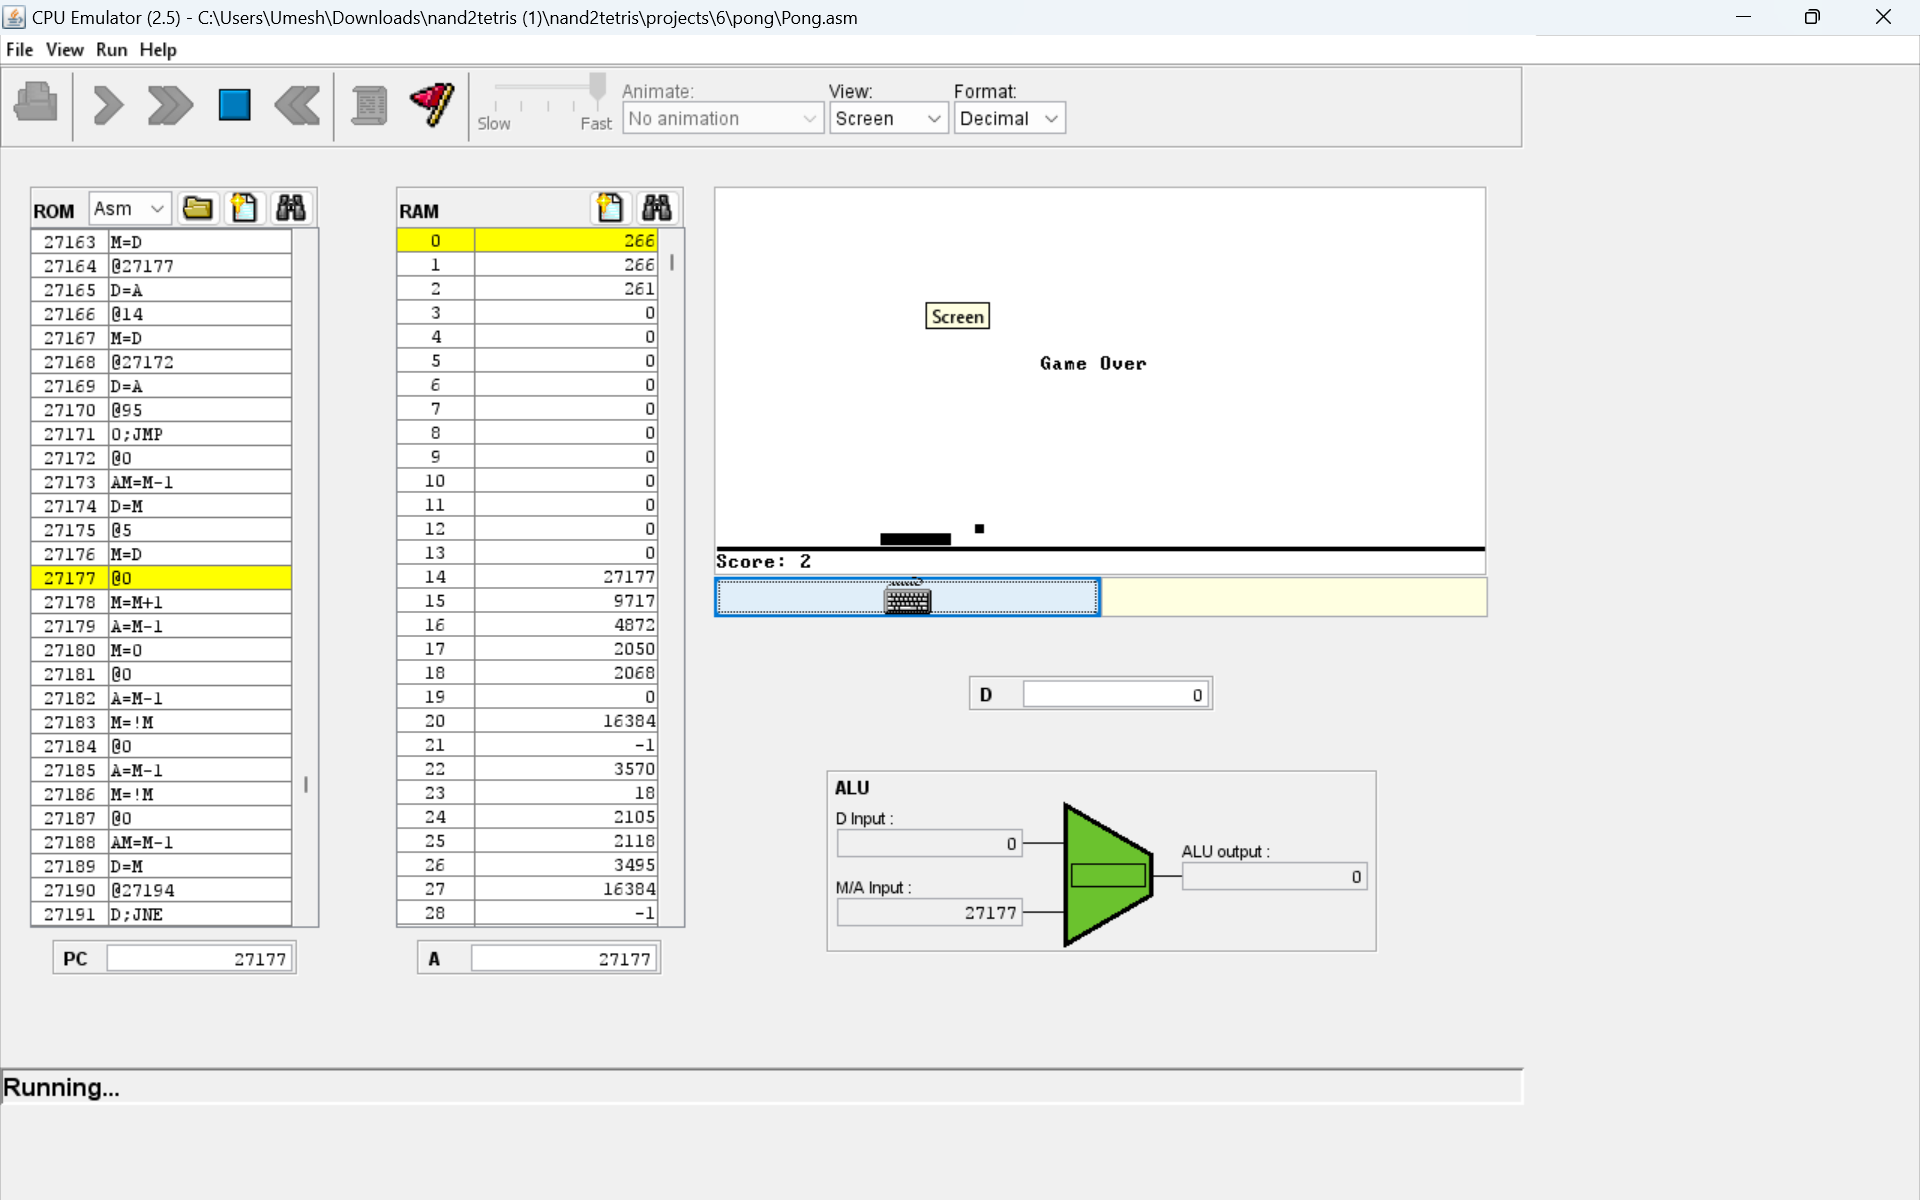 CPU Emulator (2.5) - C:\Users\Umesh\Downloads\nand2tetris (1)\nand2tetris\projects\6\pong\Pong.asm
File View Run Help
Slow Fast
Animate:
No animation
View:
Screen
Format:
Decimal
ROM Asm
27163 M=D
27164 @27177
27165 D=A
27166 @14
27167 M=D
27168 @27172
27169 D=A
27170 @95
27171 0;JMP
27172 @0
27173 AM=M-1
27174 D=M
27175 @5
27176 M=D
27177 @0
27178 M=M+1
27179 A=M-1
27180 M=0
27181 @0
27182 A=M-1
27183 M=!M
27184 @0
27185 A=M-1
27186 M=!M
27187 @0
27188 AM=M-1
27189 D=M
27190 @27194
27191 D;JNE
PC 27177
RAM
0 266
1 266
2 261
3 0
4 0
5 0
6 0
7 0
8 0
9 0
10 0
11 0
12 0
13 0
14 27177
15 9717
16 4872
17 2050
18 2068
19 0
20 16384
21 -1
22 3570
23 18
24 2105
25 2118
26 3495
27 16384
28 -1
A 27177
Screen
Game Over
Score: 2
D 0
ALU
D Input :
0
M/A Input :
27177
ALU output :
0
Running...